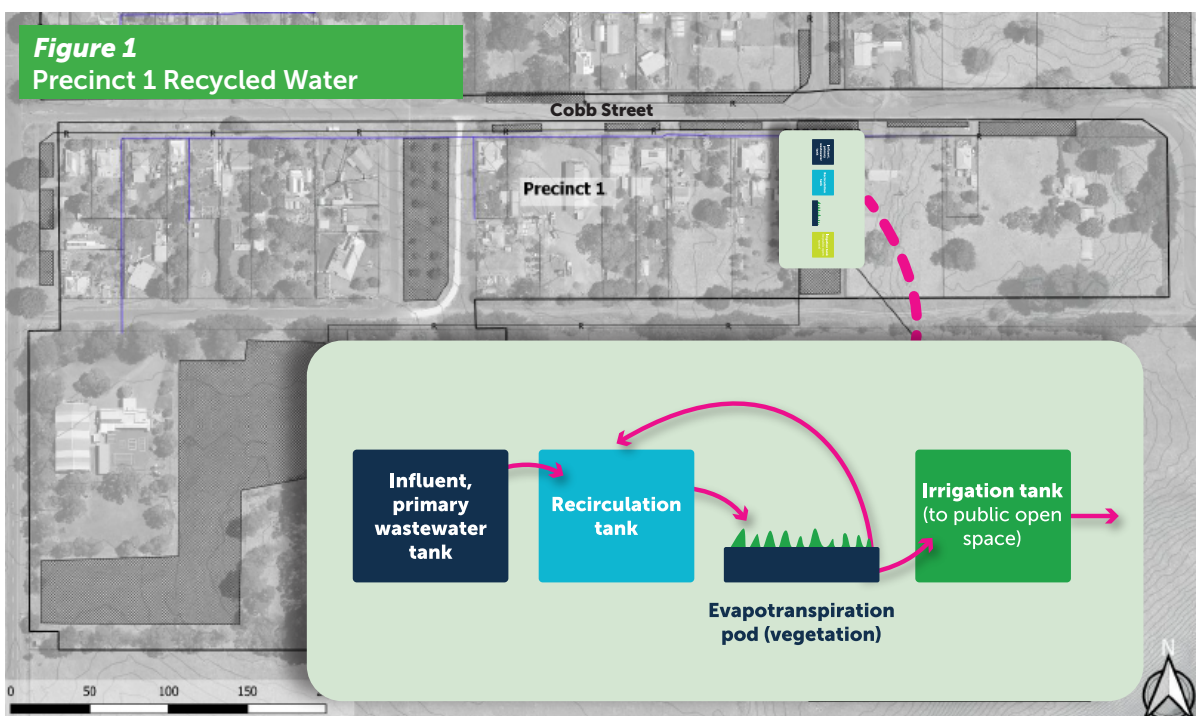 Figure 1
Precinct 1 Recycled Water
Cobb Street
R
R
R
R
R
R
R
Precinct 1
R
R
R
Influent,
primary
wastewater
tank
Recirculation
tank
Evapotranspiration
pod (vegetation)
Irrigation tank
(to public open
space)
N
0 50 100 150